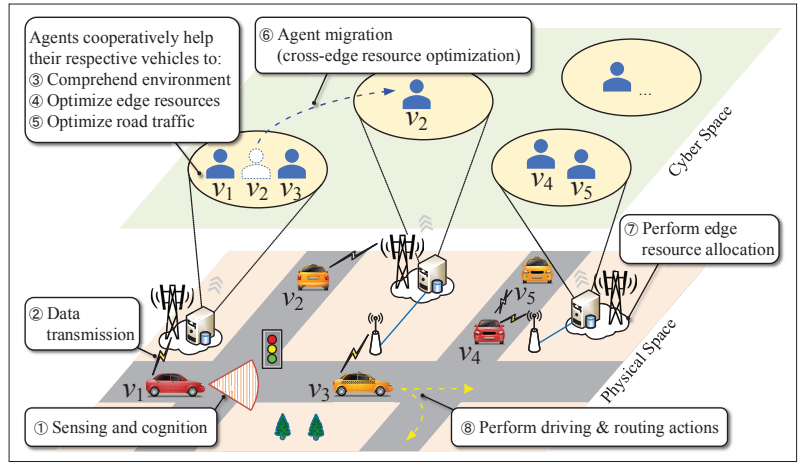 Agents cooperatively help
their respective vehicles to:
③ Comprehend environment
④ Optimize edge resources
⑤ Optimize road traffic
⑥ Agent migration
(cross-edge resource optimization)
...
v2
v1 v2 v3
v4
v5
Cyber Space
⑦ Perform edge
resource allocation
② Data
transmission
v2
v5
v4
v1
v3
Physical Space
① Sensing and cognition
⑧ Perform driving & routing actions